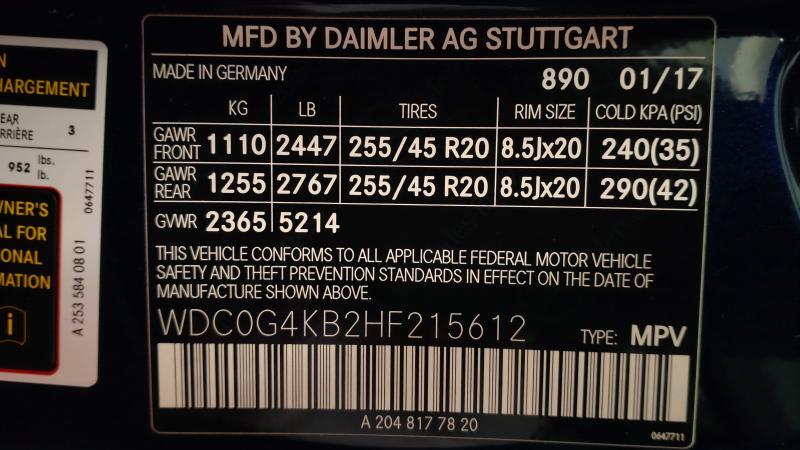 MFD BY DAIMLER AG STUTTGART
MADE IN GERMANY 890 01/17
KG LB TIRES RIM SIZE COLD KPA(PSI)
GAWR FRONT 1110 2447 255/45 R20 8.5Jx20 240(35)
GAWR REAR 1255 2767 255/45 R20 8.5Jx20 290(42)
GVWR 2365 5214
THIS VEHICLE CONFORMS TO ALL APPLICABLE FEDERAL MOTOR VEHICLE
SAFETY AND THEFT PREVENTION STANDARDS IN EFFECT ON THE DATE OF
MANUFACTURE SHOWN ABOVE.
WDC0G4KB2HF215612 TYPE: MPV
A 204 817 78 20
0647711
N
HARGEMENT
EAR
RRIÈRE 3
952 lbs.
lb.
WNER'S
AL FOR
IONAL
MATION
i
0647711
A 253 584 08 01